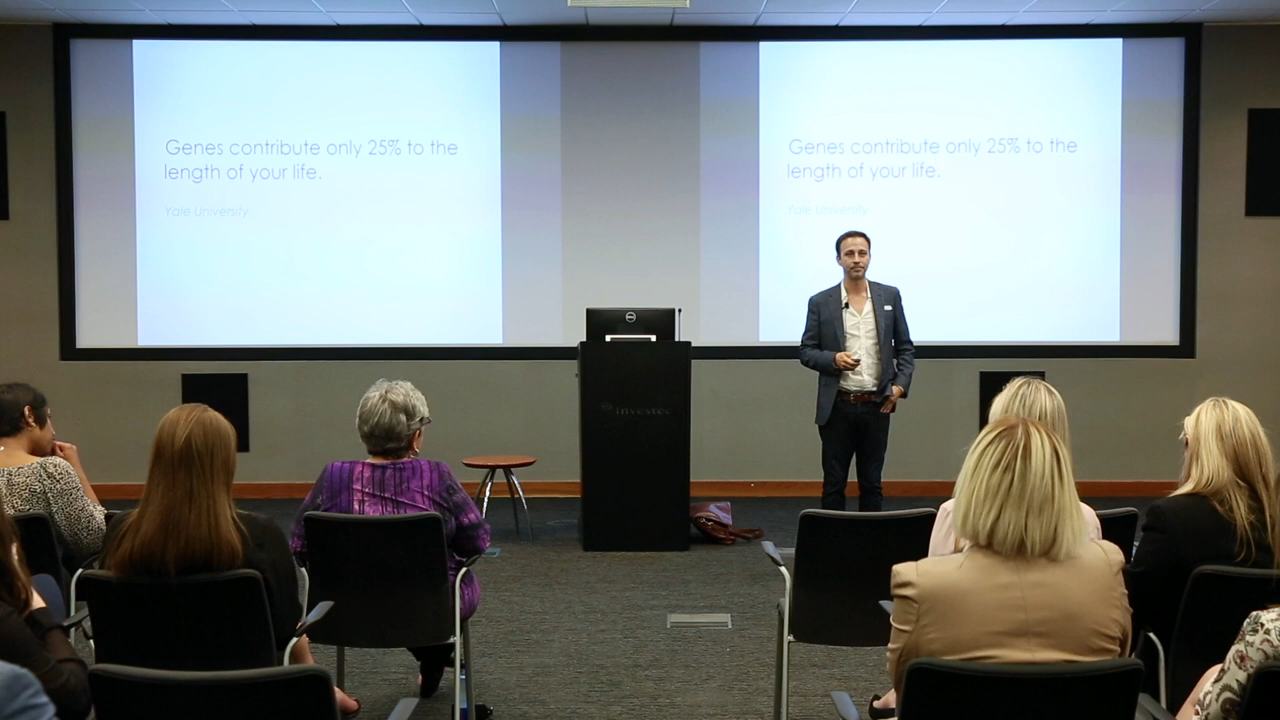 Genes contribute only 25% to the
length of your life.
Yale University
Genes contribute only 25% to the
length of your life.
Yale University
DELL
Investec